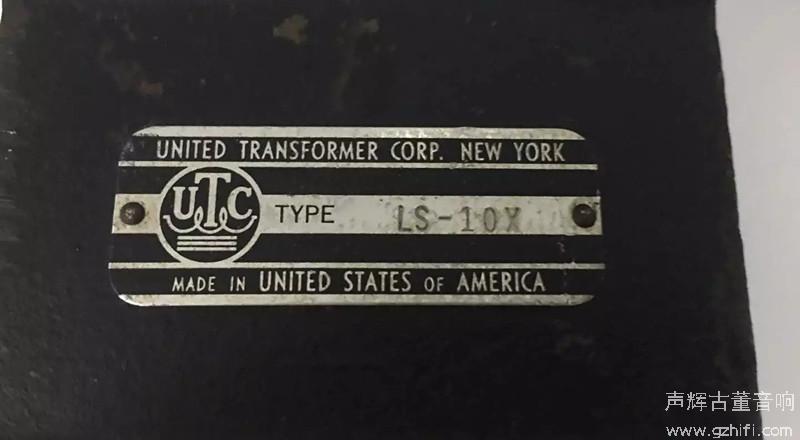 UNITED TRANSFORMER CORP. NEW YORK
UTC
TYPE LS-10X
MADE IN UNITED STATES OF AMERICA
声辉古董音响
www.gzhifi.com